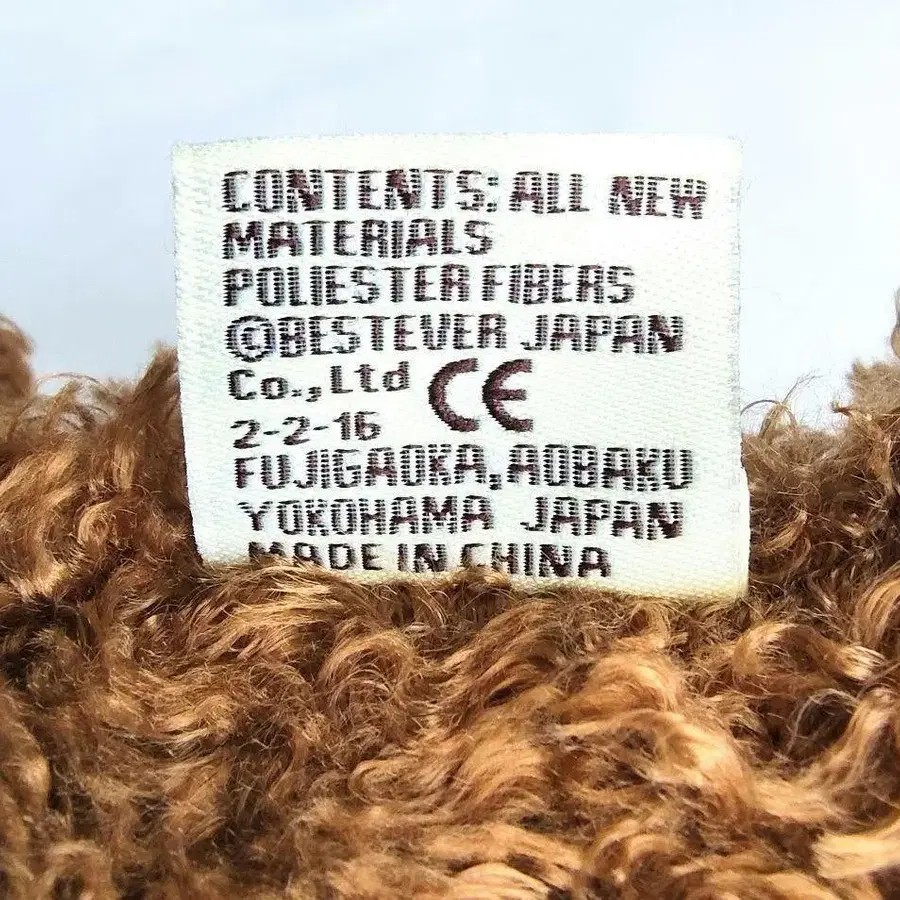 CONTENTS: ALL NEW
MATERIALS
POLIESTER FIBERS
©BESTEVER JAPAN
Co.,Ltd CE
2-2-16
FUJIGAOKA, AOBAKU
YOKOHAMA JAPAN
MADE IN CHINA